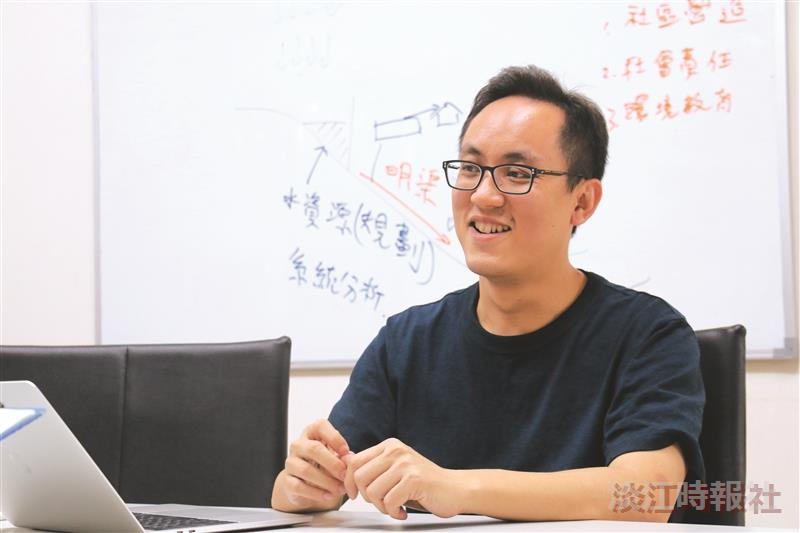 1. 社區營造
2. 社會責任
3 環境教育
明渠
水資源(規劃)
系統分析.
淡江時報社